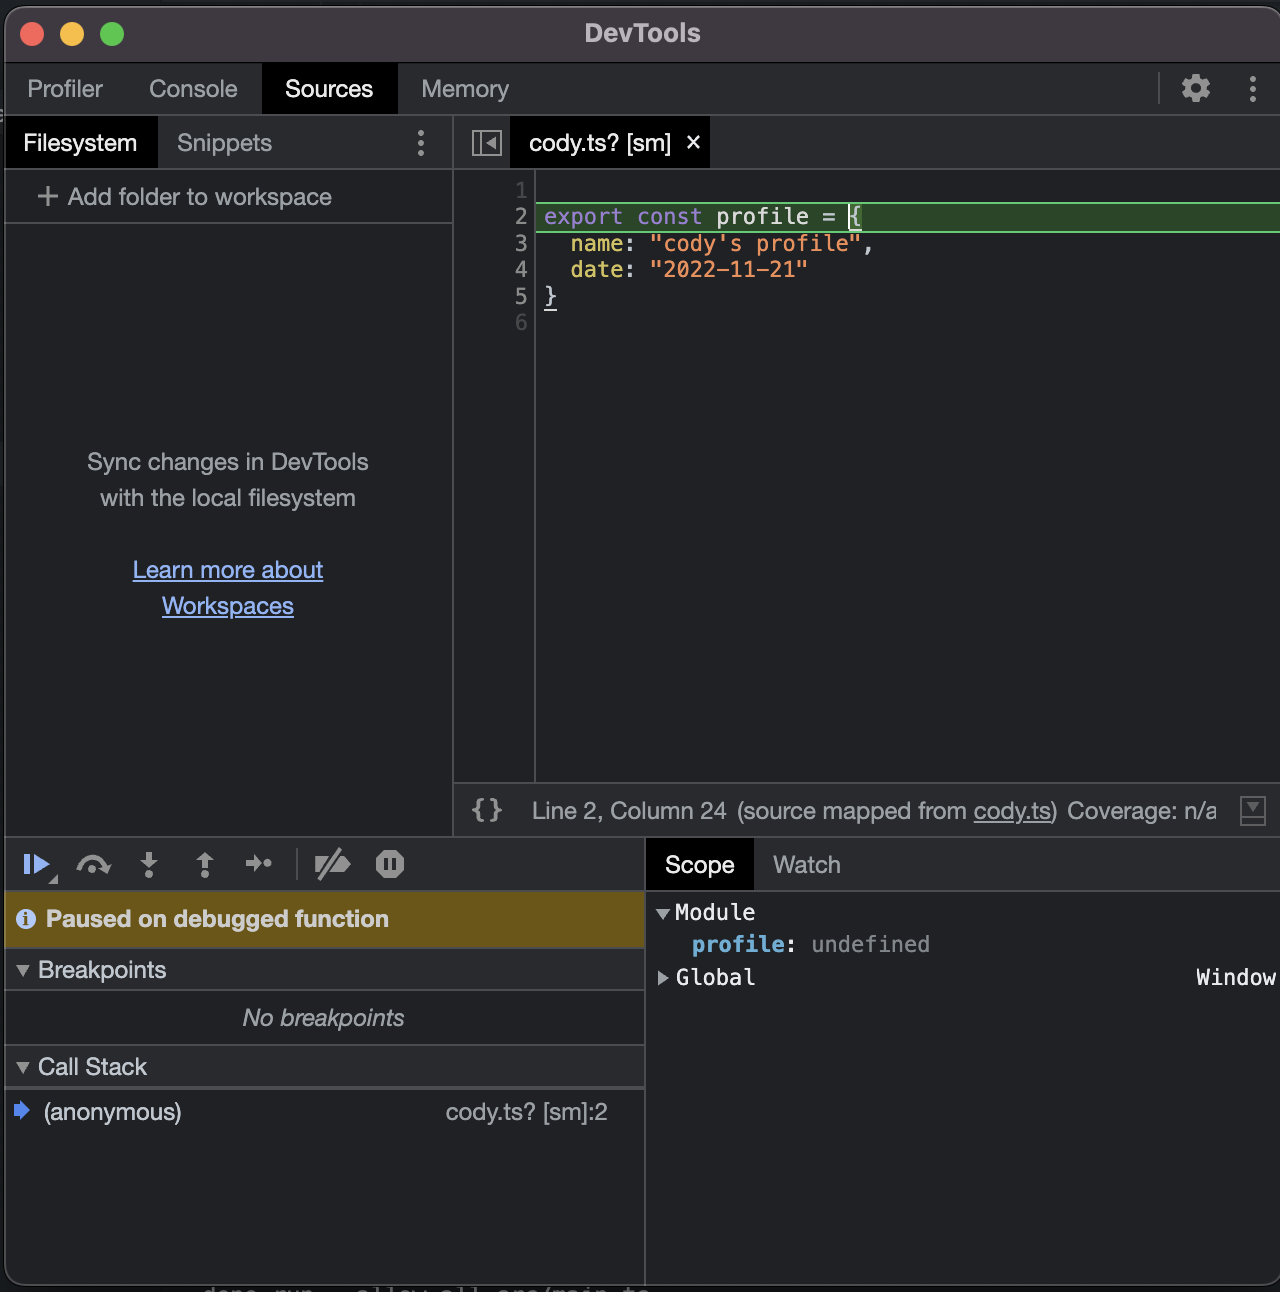 DevTools
Profiler Console Sources Memory
Filesystem Snippets
cody.ts? [sm] ×
+ Add folder to workspace
1
2 export const profile = {
3 name: "cody's profile",
4 date: "2022-11-21"
5 }
6
Sync changes in DevTools
with the local filesystem
Learn more about
Workspaces
{} Line 2, Column 24 (source mapped from cody.ts) Coverage: n/a
Scope Watch
Paused on debugged function
Breakpoints
No breakpoints
Call Stack
(anonymous) cody.ts? [sm]:2
Module
profile: undefined
Global Window